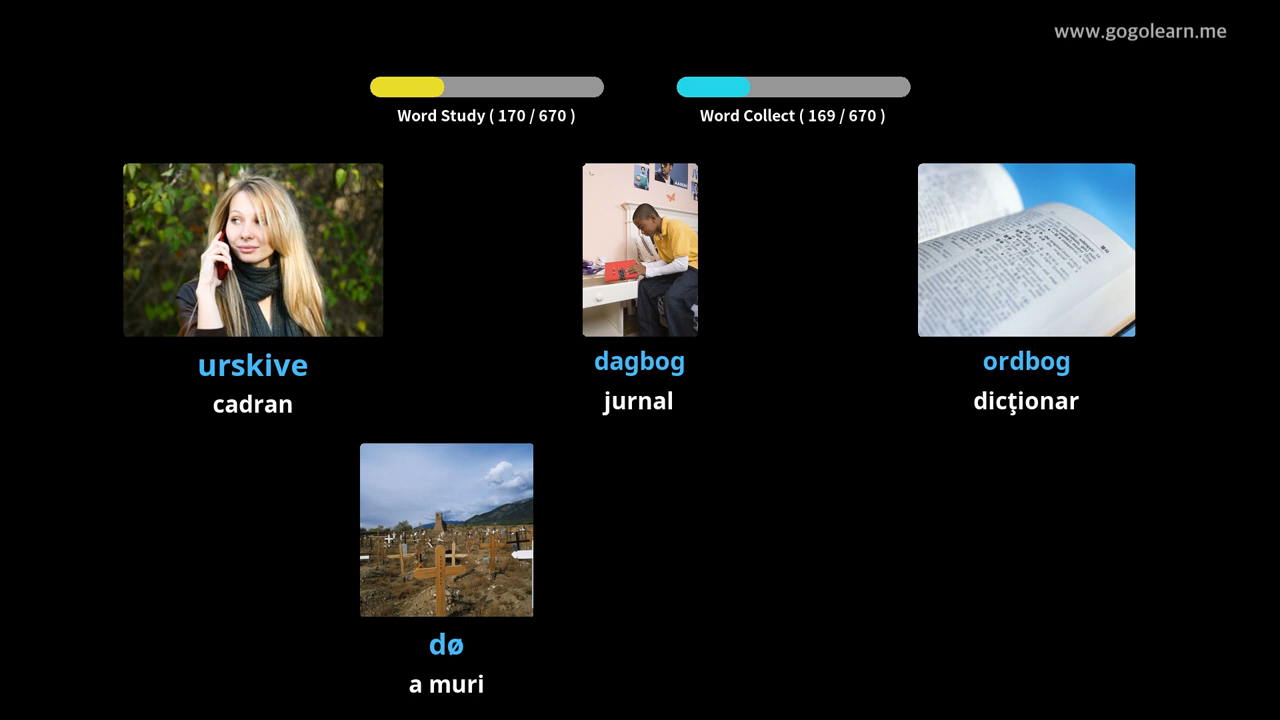 www.gogolearn.me
Word Study ( 170 / 670 )
Word Collect ( 169 / 670 )
urskive
cadran
dagbog
jurnal
ordbog
dicţionar
dø
a muri